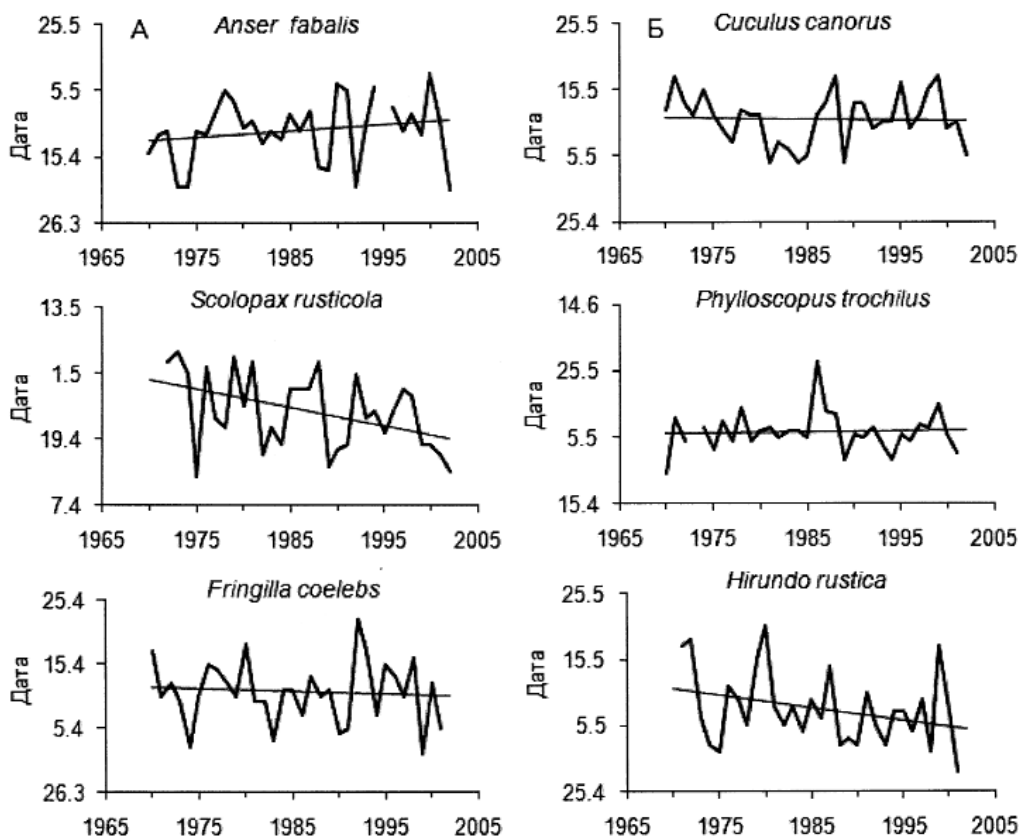 А Anser fabalis
25.5
5.5
15.4
26.3
Дата
1965 1975 1985 1995 2005
Б Cuculus canorus
25.5
15.5
5.5
25.4
Дата
1965 1975 1985 1995 2005
Scolopax rusticola
13.5
1.5
19.4
7.4
Дата
1965 1975 1985 1995 2005
Phylloscopus trochilus
14.6
25.5
5.5
15.4
Дата
1965 1975 1985 1995 2005
Fringilla coelebs
25.4
15.4
5.4
26.3
Дата
1965 1975 1985 1995 2005
Hirundo rustica
25.5
15.5
5.5
25.4
Дата
1965 1975 1985 1995 2005